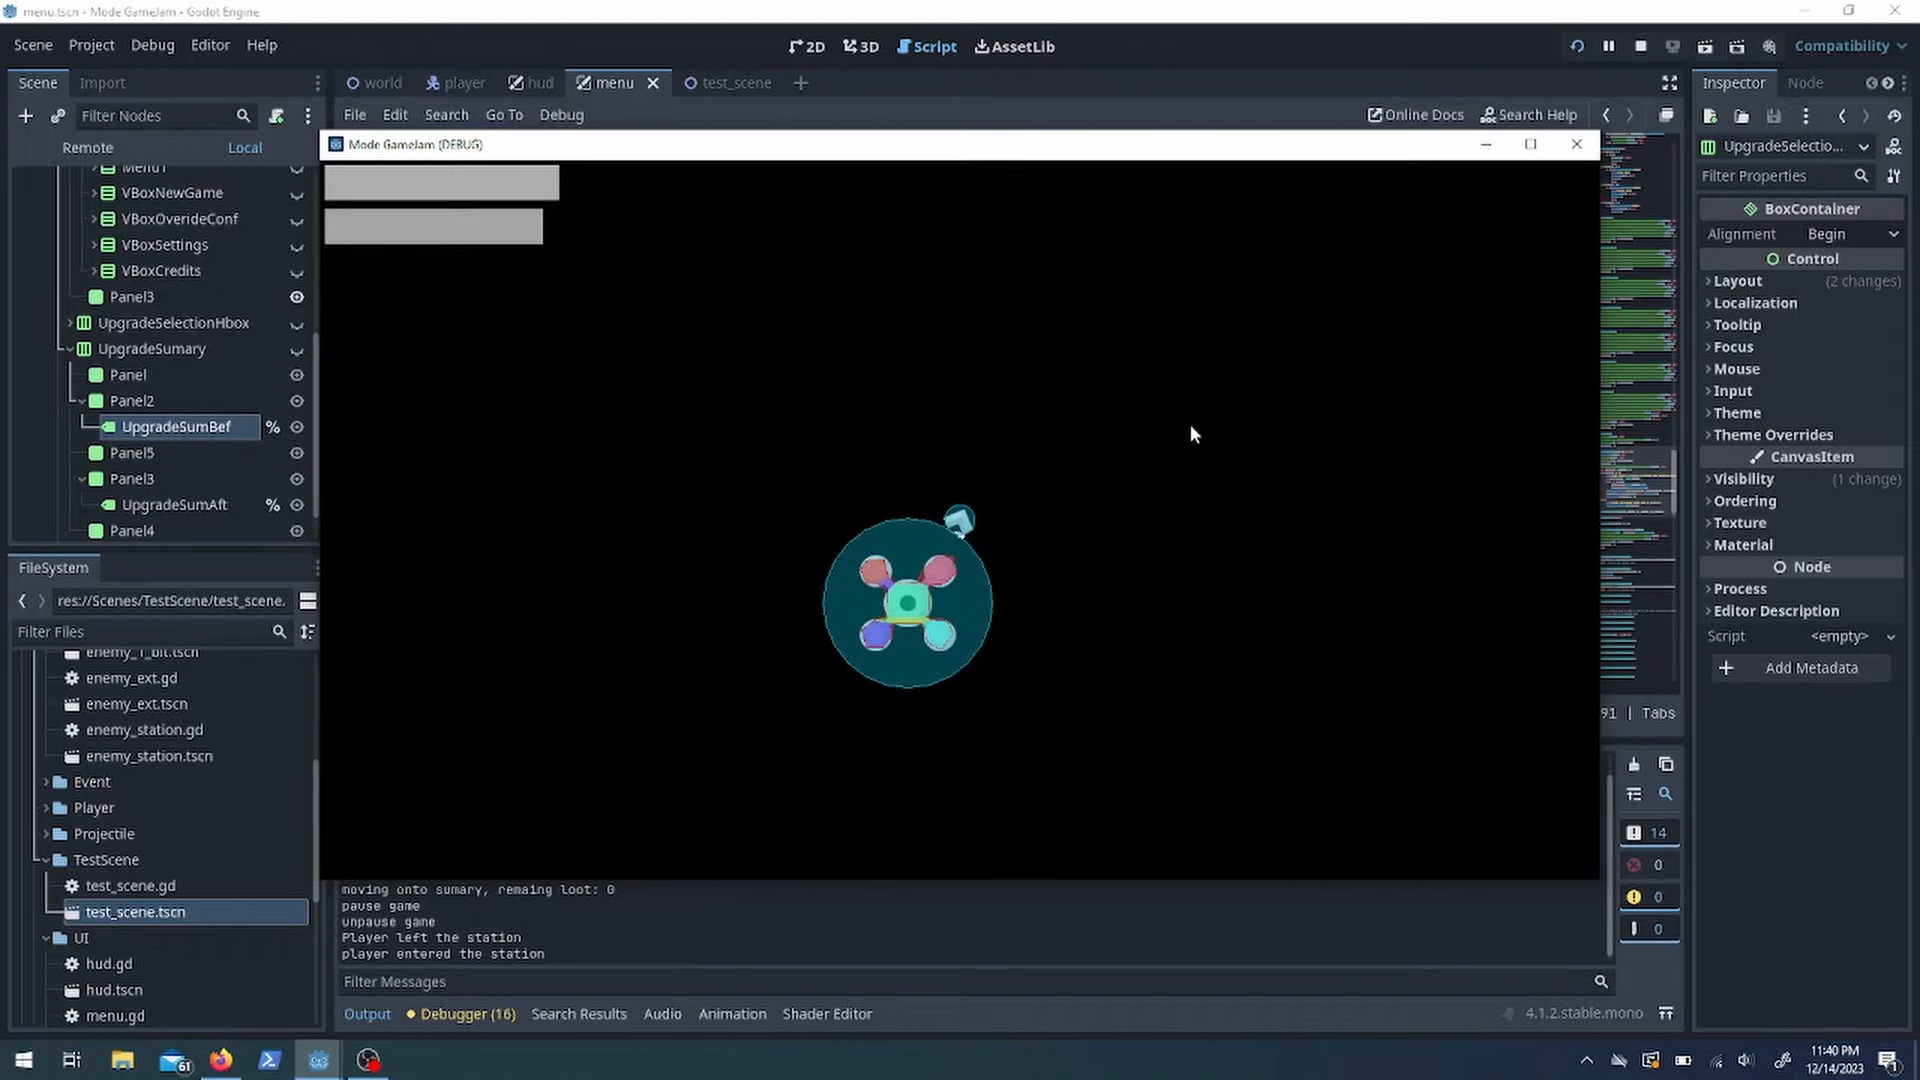 menu.tscn - Mode GameJam - Godot Engine
Scene Project Debug Editor Help
2D 3D Script AssetLib
Compatibility
Scene Import
world player hud menu test_scene
Inspector Node
Filter Nodes
File Edit Search Go To Debug
Online Docs Search Help
Remote Local
Mode GameJam (DEBUG)
UpgradeSelectio...
Menu1
Filter Properties
VBoxNewGame
VBoxOverideConf
VBoxSettings
VBoxCredits
Panel3
UpgradeSelectionHbox
UpgradeSumary
Panel
Panel2
UpgradeSumBef %
Panel5
Panel3
UpgradeSumAft %
Panel4
BoxContainer
Alignment Begin
Control
Layout (2 changes)
Localization
Tooltip
Focus
Mouse
Input
Theme
Theme Overrides
CanvasItem
Visibility (1 change)
Ordering
Texture
Material
Node
Process
Editor Description
Script <empty>
Add Metadata
FileSystem
res://Scenes/TestScene/test_scene.
Filter Files
enemy_1_bit.tscn
enemy_ext.gd
enemy_ext.tscn
enemy_station.gd
enemy_station.tscn
Event
Player
Projectile
TestScene
test_scene.gd
test_scene.tscn
UI
hud.gd
hud.tscn
menu.gd
91 | Tabs
14
0
0
0
moving onto sumary, remaing loot: 0
pause game
unpause game
Player left the station
player entered the station
Filter Messages
Output Debugger (16) Search Results Audio Animation Shader Editor
4.1.2.stable.mono
61
11:40 PM
12/14/2023
1